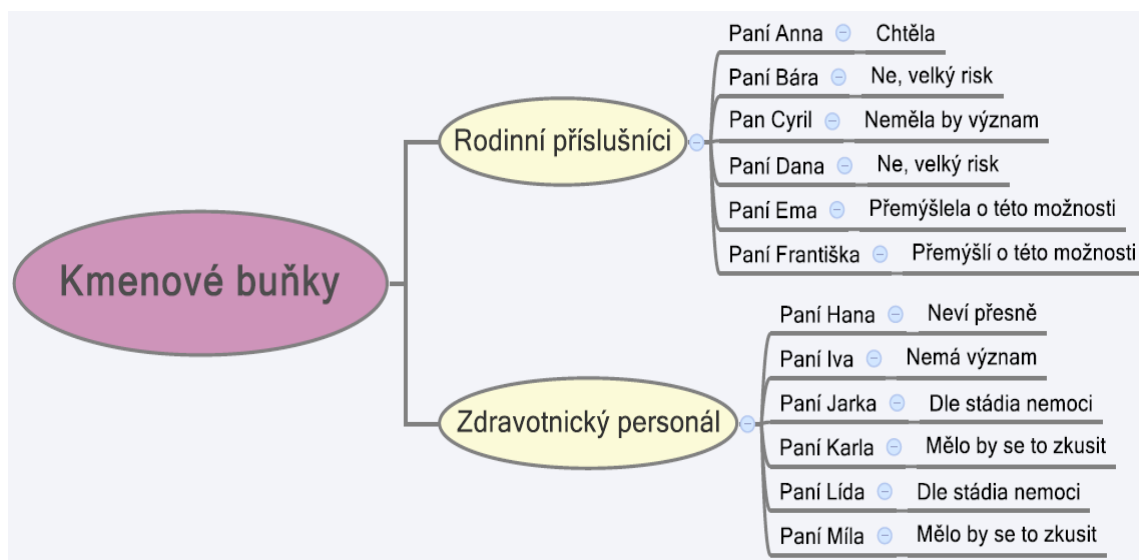 Kmenové buňky
Rodinní příslušníci
Paní Anna Chtěla
Paní Bára Ne, velký risk
Pan Cyril Neměla by význam
Paní Dana Ne, velký risk
Paní Ema Přemýšlela o této možnosti
Paní Františka Přemýšlí o této možnosti
Zdravotnický personál
Paní Hana Neví přesně
Paní Iva Nemá význam
Paní Jarka Dle stádia nemoci
Paní Karla Mělo by se to zkusit
Paní Lída Dle stádia nemoci
Paní Míla Mělo by se to zkusit